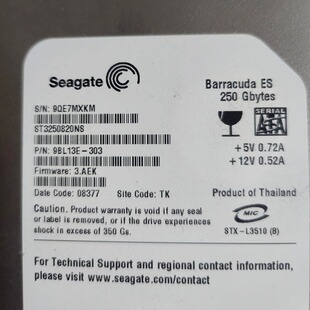 Seagate
Barracuda ES
250 Gbytes
S/N: 9QE7MXKM
ST3250820NS
SERIAL
ATA
P/N: 9BL13E-303
+5V 0.72A
+12V 0.52A
Firmware: 3.AEK
Date Code: 08377 Site Code: TK
Product of Thailand
Caution. Product warranty is void if any seal
or label is removed, or if the drive experiences
shock in excess of 350 Gs.
MIC
STX-L3510 (B)
For Technical Support and regional contact information,
please visit www.seagate.com/contact